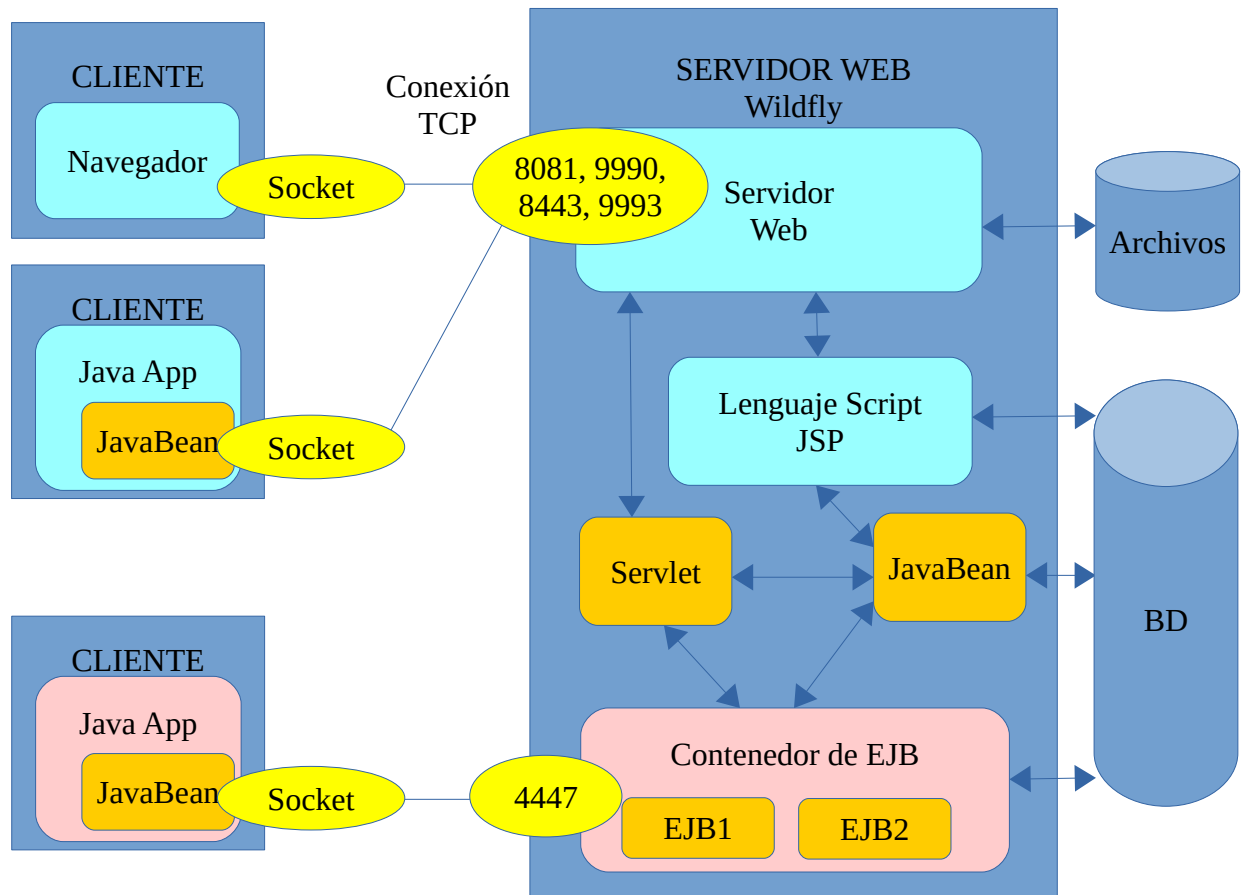 CLIENTE
Navegador
Socket
Conexión
TCP
8081, 9990,
8443, 9993
SERVIDOR WEB
Wildfly
Servidor
Web
Archivos
CLIENTE
Java App
JavaBean
Socket
Lenguaje Script
JSP
Servlet
JavaBean
BD
CLIENTE
Java App
JavaBean
Socket
4447
Contenedor de EJB
EJB1
EJB2